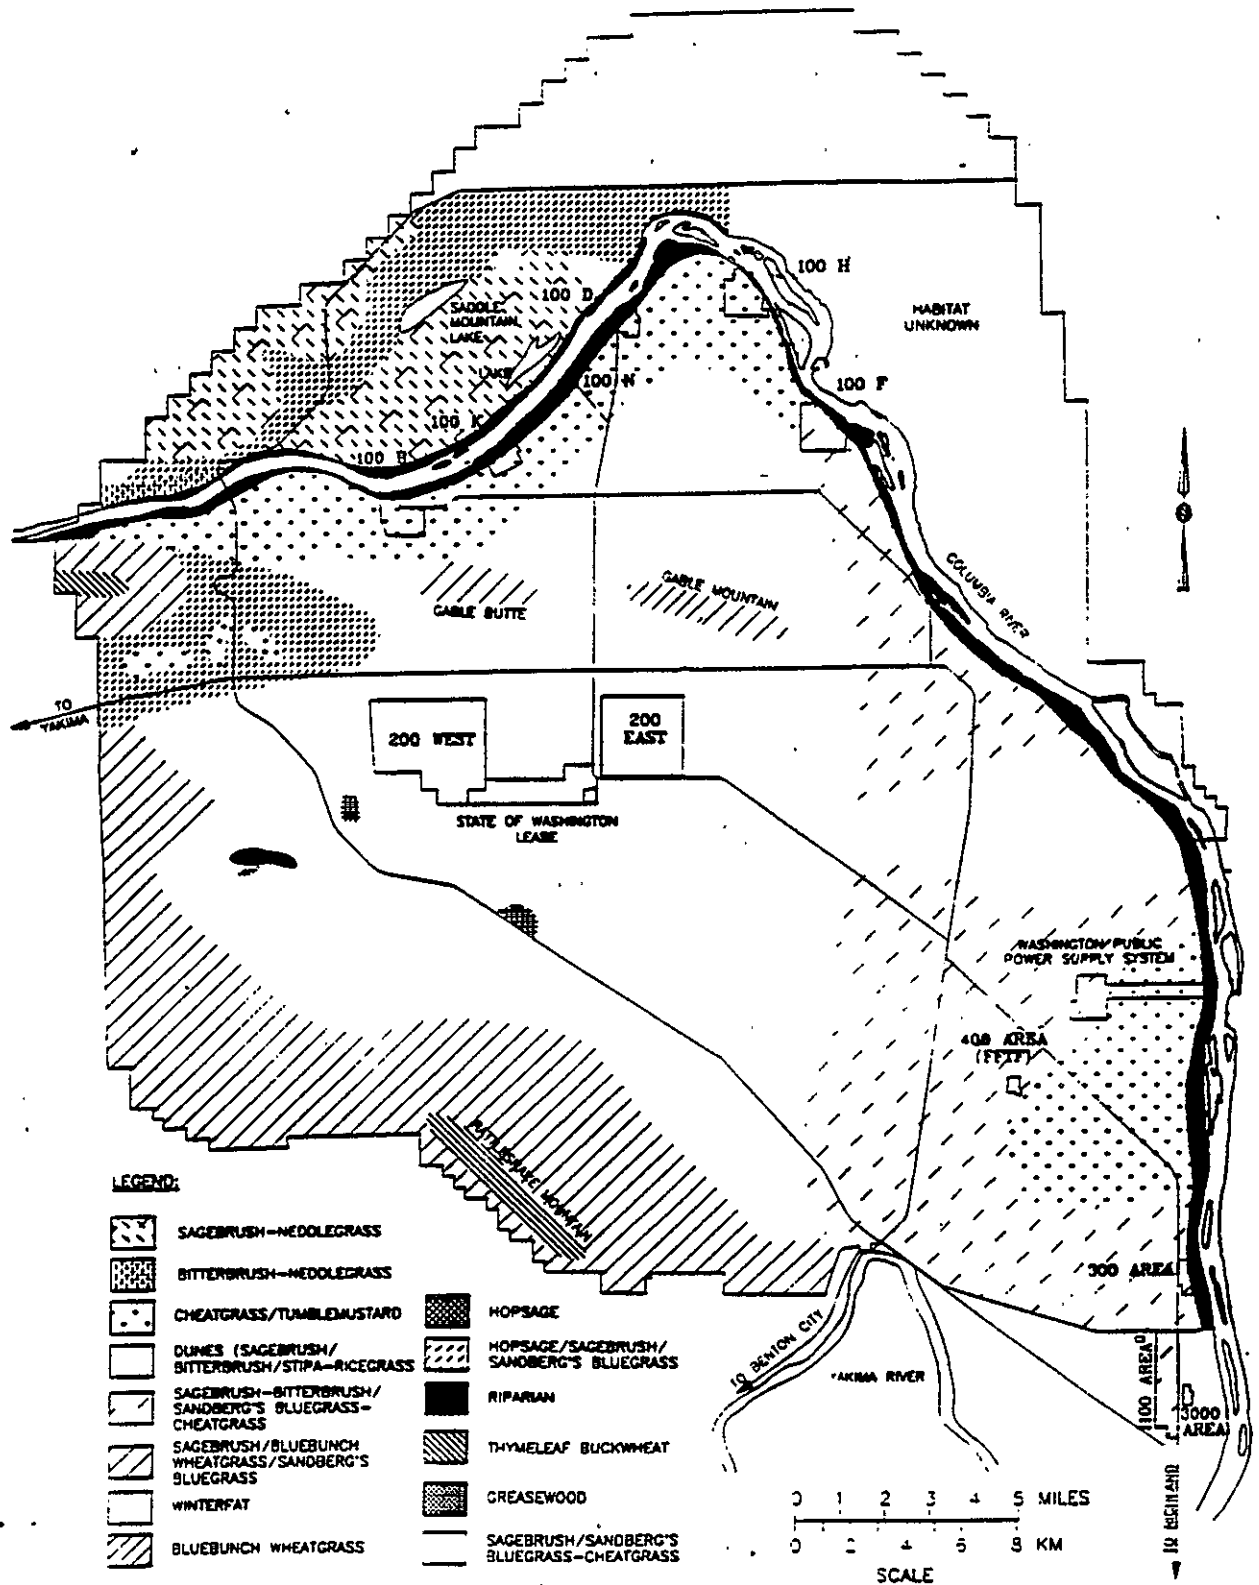 100 H
100 D
SADDLE
MOUNTAIN
LAKE
HABITAT
UNKNOWN
LAKE
100 N
100 F
100 K
100 B
COLUMBIA RIVER
GABLE MOUNTAIN
GABLE BUTTE
TO
YAKIMA
200 WEST
200
EAST
STATE OF WASHINGTON
LEASE
WASHINGTON PUBLIC
POWER SUPPLY SYSTEM
400 AREA
(FFTF)
RATTLESNAKE MOUNTAIN
300 AREA
TO BENTON CITY
YAKIMA RIVER
1100 AREA
3000
AREA
TO RICHLAND
LEGEND:
SAGEBRUSH-NEDDLEGRASS
BITTERBRUSH-NEDDLEGRASS
CHEATGRASS/TUMBLEMUSTARD
DUNES (SAGEBRUSH/
BITTERBRUSH/STIPA-RICEGRASS
SAGEBRUSH-BITTERBRUSH/
SANDBERG'S BLUEGRASS-
CHEATGRASS
SAGEBRUSH/BLUEBUNCH
WHEATGRASS/SANDBERG'S
BLUEGRASS
WINTERFAT
BLUEBUNCH WHEATGRASS
HOPSAGE
HOPSAGE/SAGEBRUSH/
SANDBERG'S BLUEGRASS
RIPARIAN
THYMELEAF BUCKWHEAT
GREASEWOOD
SAGEBRUSH/SANDBERG'S
BLUEGRASS-CHEATGRASS
0 1 2 3 4 5 MILES
0 2 4 6 8 KM
SCALE